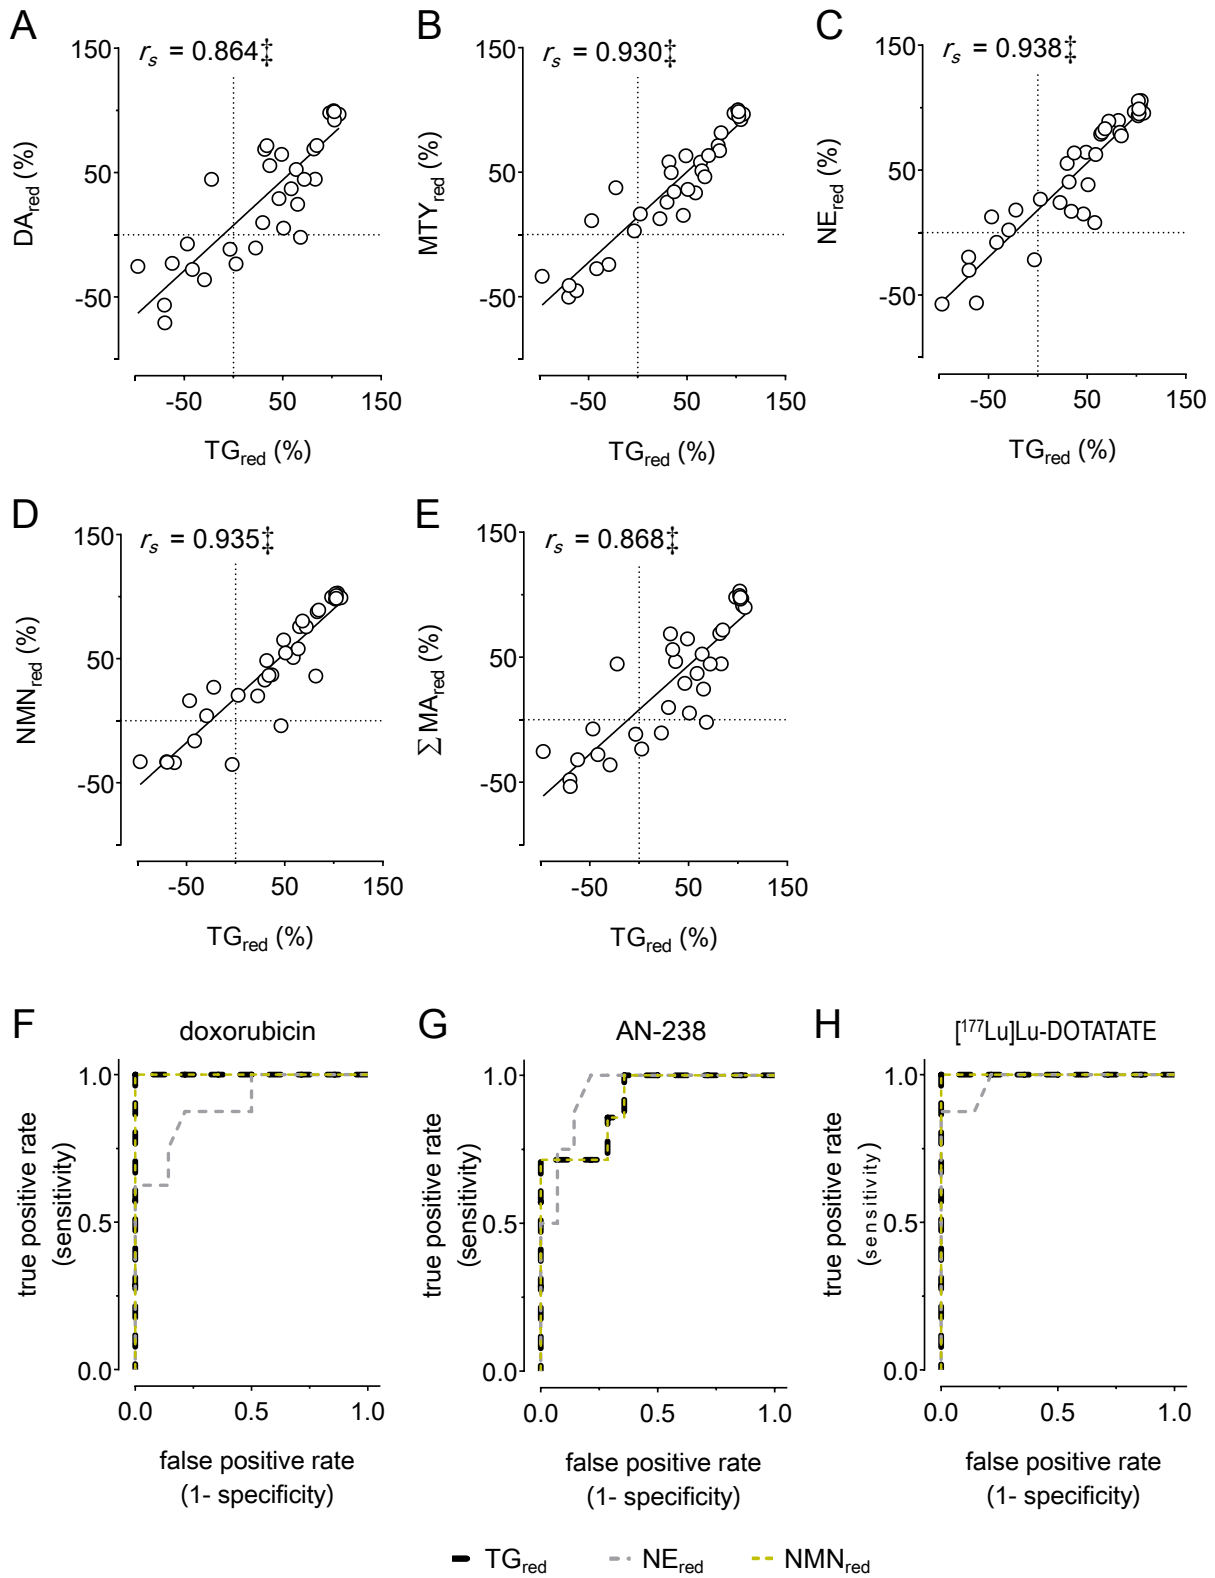 A
B
C
r_s = 0.864‡
r_s = 0.930‡
r_s = 0.938‡
150
50
-50
DA_red (%)
-50 50 150
TG_red (%)
150
50
-50
MTY_red (%)
-50 50 150
TG_red (%)
150
50
-50
NE_red (%)
-50 50 150
TG_red (%)
D
E
r_s = 0.935‡
r_s = 0.868‡
150
50
-50
NMN_red (%)
-50 50 150
TG_red (%)
150
50
-50
∑MA_red (%)
-50 50 150
TG_red (%)
F
doxorubicin
1.0
0.5
0.0
true positive rate
(sensitivity)
0.0 0.5 1.0
false positive rate
(1- specificity)
G
AN-238
1.0
0.5
0.0
true positive rate
(sensitivity)
0.0 0.5 1.0
false positive rate
(1- specificity)
H
[¹⁷⁷Lu]Lu-DOTATATE
1.0
0.5
0.0
true positive rate
(sensitivity)
0.0 0.5 1.0
false positive rate
(1- specificity)
TG_red NE_red NMN_red